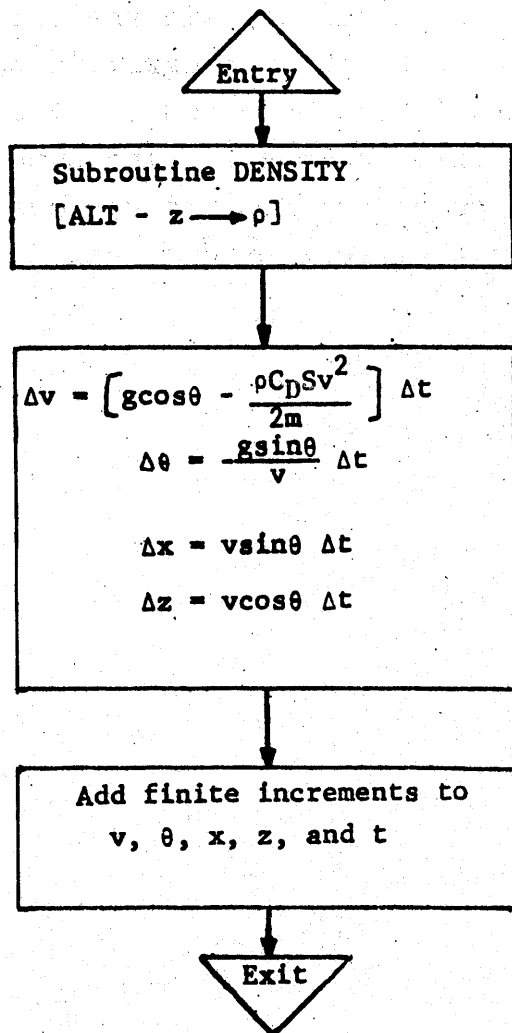 Entry
Subroutine DENSITY
[ALT - z → ρ]
Δv = [gcosθ - ρC_DSv²/2m] Δt
Δθ = -gsinθ/v Δt
Δx = vsinθ Δt
Δz = vcosθ Δt
Add finite increments to
v, θ, x, z, and t
Exit